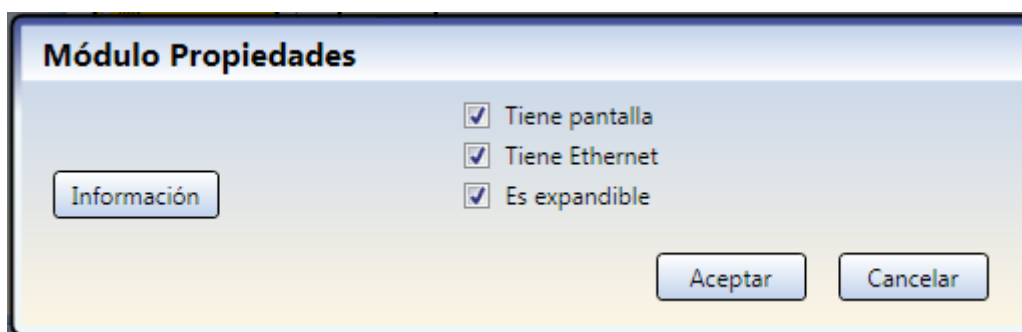 Módulo Propiedades
Tiene pantalla
Tiene Ethernet
Información
Es expandible
Aceptar
Cancelar